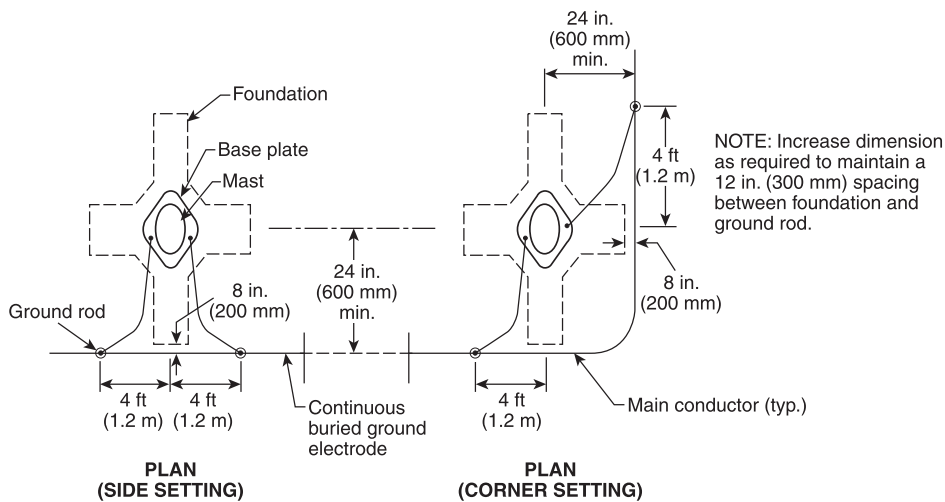 24 in.
(600 mm)
min.
Foundation
Base plate
Mast
4 ft
(1.2 m)
NOTE: Increase dimension
as required to maintain a
12 in. (300 mm) spacing
between foundation and
ground rod.
24 in.
(600 mm)
min.
8 in.
(200 mm)
8 in.
(200 mm)
Ground rod
4 ft
(1.2 m)
4 ft
(1.2 m)
Continuous
buried ground
electrode
4 ft
(1.2 m)
Main conductor (typ.)
PLAN
(SIDE SETTING)
PLAN
(CORNER SETTING)